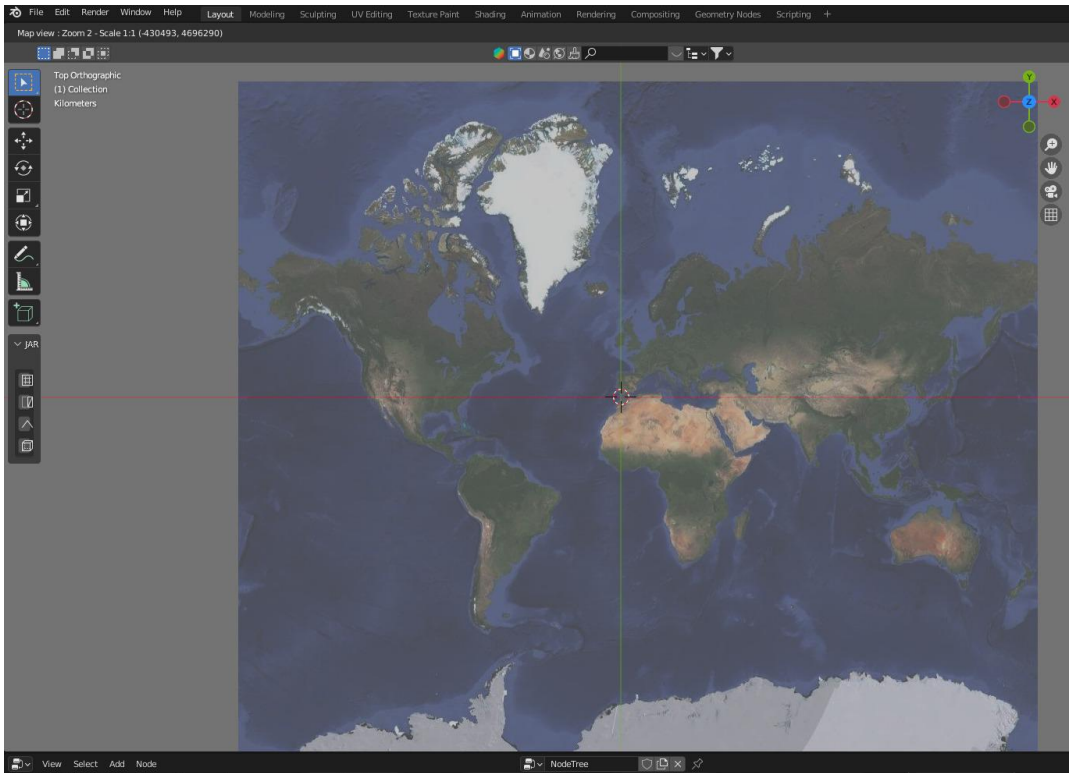 File Edit Render Window Help Layout Modeling Sculpting UV Editing Texture Paint Shading Animation Rendering Compositing Geometry Nodes Scripting +
Map view : Zoom 2 - Scale 1:1 (-430493, 4696290)
Top Orthographic
(1) Collection
Kilometers
Y
Z X
JAR
View Select Add Node NodeTree